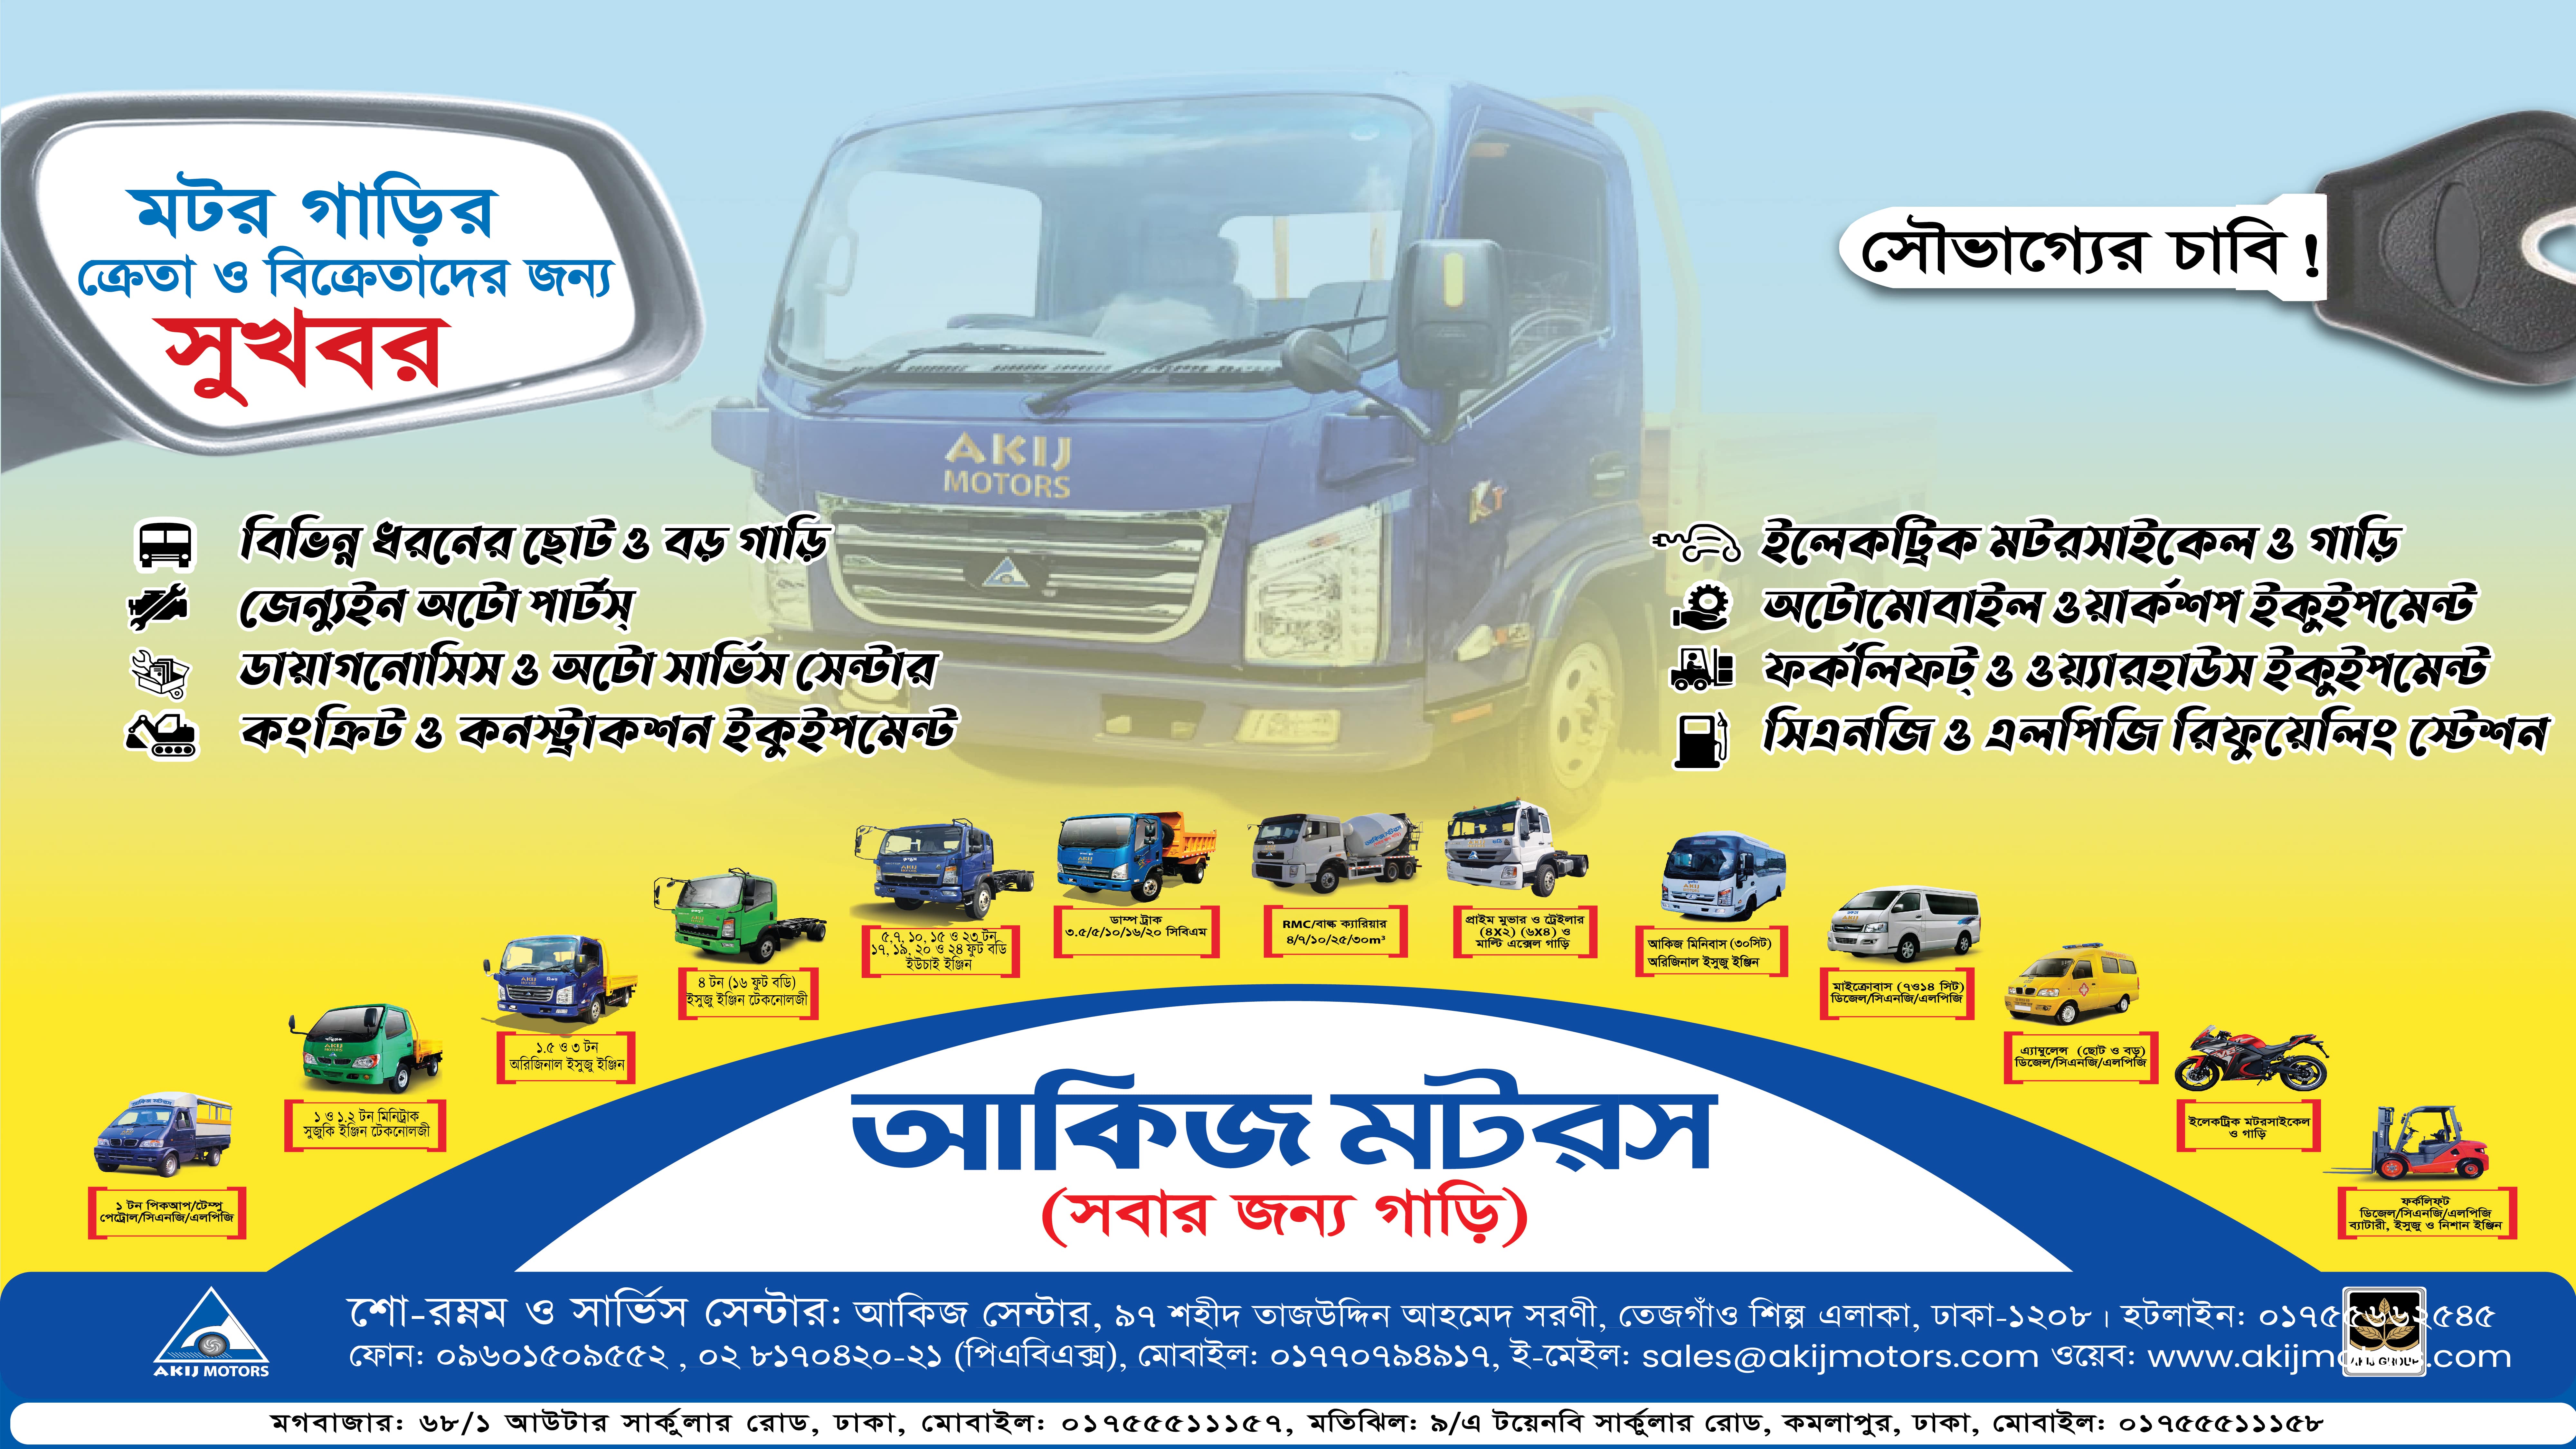 মটর গাড়ির
ক্রেতা ও বিক্রেতাদের জন্য
সুখবর
সৌভাগ্যের চাবি !
AKIJ
MOTORS
KT
বিভিন্ন ধরনের ছোট ও বড় গাড়ি
জেন্যুইন অটো পার্টস্
ডায়াগনোসিস ও অটো সার্ভিস সেন্টার
কংক্রিট ও কনস্ট্রাকশন ইকুইপমেন্ট
ইলেকট্রিক মটরসাইকেল ও গাড়ি
অটোমোবাইল ওয়ার্কশপ ইকুইপমেন্ট
ফর্কলিফট্ ও ওয়্যারহাউস ইকুইপমেন্ট
সিএনজি ও এলপিজি রিফুয়েলিং স্টেশন
১ টন পিকআপ/টেম্পু
পেট্রোল/সিএনজি/এলপিজি
১ ও ১.২ টন মিনিট্রাক
সুজুকি ইঞ্জিন টেকনোলজী
১.৫ ও ৩ টন
অরিজিনাল ইসুজু ইঞ্জিন
৪ টন (১৬ ফুট বডি)
ইসুজু ইঞ্জিন টেকনোলজী
৫,৭, ১০, ১৫ ও ২৩ টন
১৭, ১৯, ২০ ও ২৪ ফুট বডি
ইউচাই ইঞ্জিন
ডাম্প ট্রাক
৩.৫/৫/১০/১৬/২০ সিবিএম
RMC/বাল্ক ক্যারিয়ার
৪/৭/১০/২৫/৩০m³
প্রাইম মুভার ও ট্রেইলার
(৪X২) (৬X৪) ও
মাল্টি এক্সেল গাড়ি
আকিজ মিনিবাস (৩০সিট)
অরিজিনাল ইসুজু ইঞ্জিন
মাইক্রোবাস (৭ও১৪ সিট)
ডিজেল/সিএনজি/এলপিজি
এ্যাম্বুলেন্স (ছোট ও বড়)
ডিজেল/সিএনজি/এলপিজি
ইলেকট্রিক মটরসাইকেল
ও গাড়ি
ফর্কলিফ্ট
ডিজেল/সিএনজি/এলপিজি
ব্যাটারী, ইসুজু ও নিশান ইঞ্জিন
আকিজ মটরস
(সবার জন্য গাড়ি)
AKIJ MOTORS
শো-রুম ও সার্ভিস সেন্টার: আকিজ সেন্টার, ৯৭ শহীদ তাজউদ্দিন আহমেদ সরণী, তেজগাঁও শিল্প এলাকা, ঢাকা-১২০৮। হটলাইন: ০১৭৫৫৬৬২৫৪৫
ফোন: ০৯৬০১৫০৯৫৫২ , ০২ ৮১৭০৪২০-২১ (পিএবিএক্স), মোবাইল: ০১৭৭০৭৯৪৯১৭, ই-মেইল: sales@akijmotors.com ওয়েব: www.akijmotors.com
AKIJ GROUP
মগবাজার: ৬৮/১ আউটার সার্কুলার রোড, ঢাকা, মোবাইল: ০১৭৫৫৫১১১৫৭, মতিঝিল: ৯/এ টয়েনবি সার্কুলার রোড, কমলাপুর, ঢাকা, মোবাইল: ০১৭৫৫৫১১১৫৮